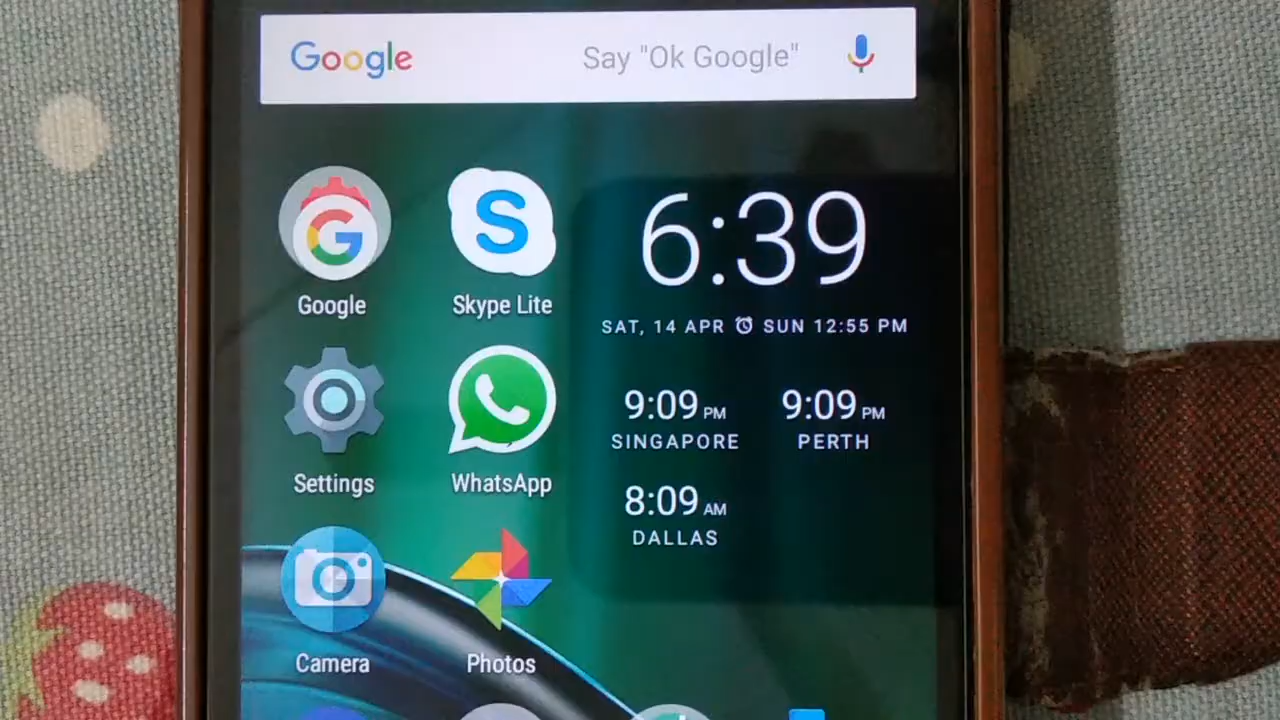 Google Say "Ok Google"
6:39
SAT, 14 APR SUN 12:55 PM
Google Skype Lite
9:09 PM 9:09 PM
SINGAPORE PERTH
Settings WhatsApp
8:09 AM
DALLAS
Camera Photos